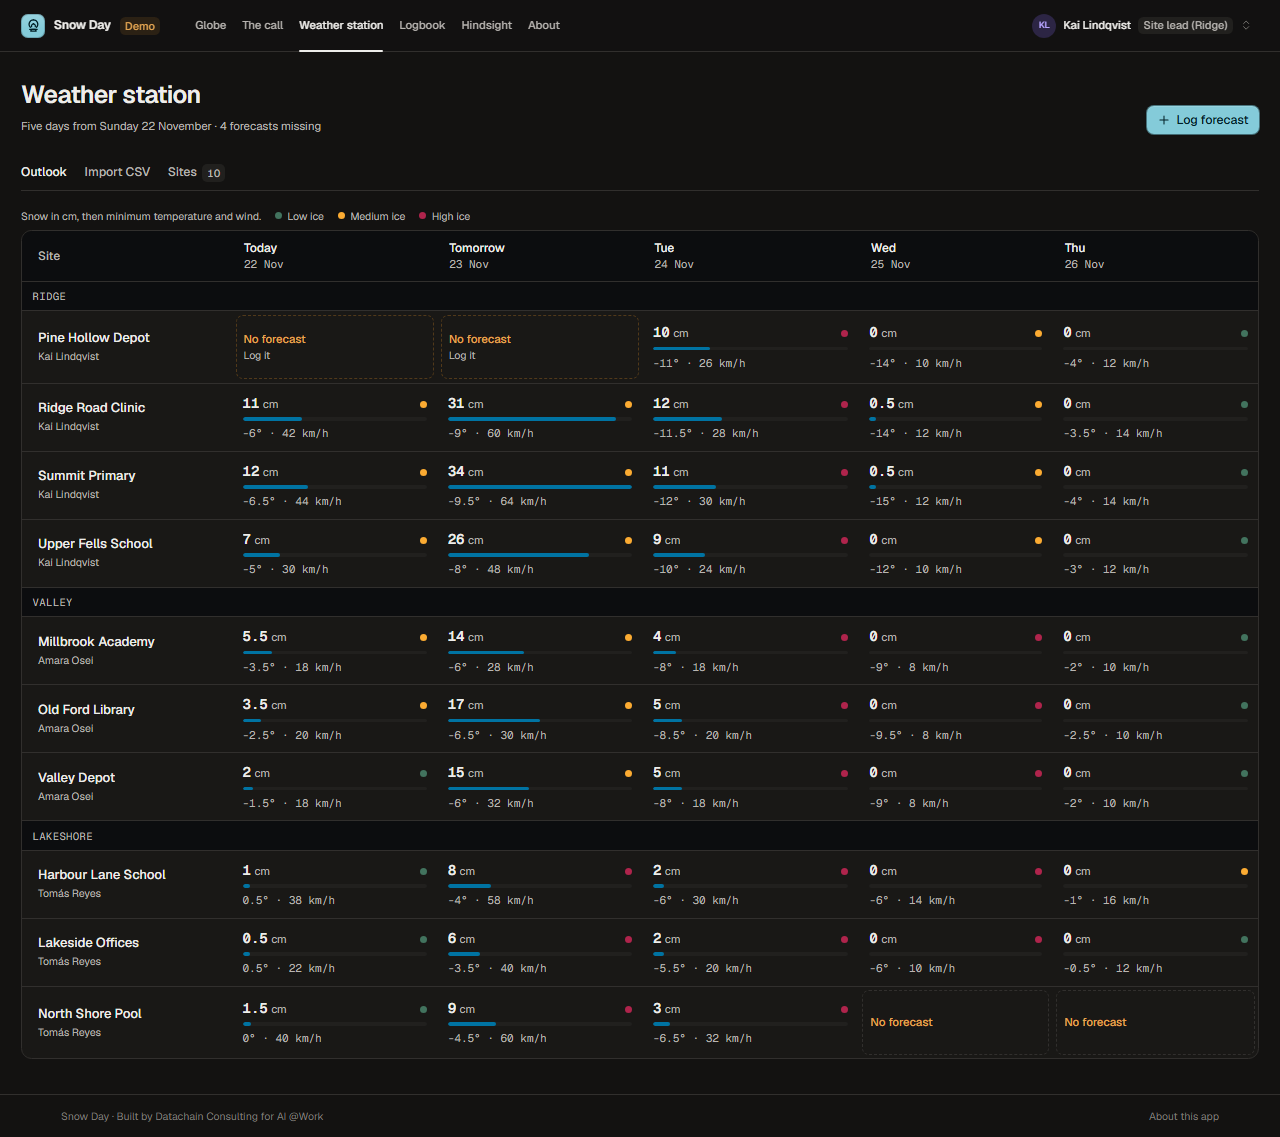 Snow Day Demo Globe The call Weather station Logbook Hindsight About KL Kai Lindqvist Site lead (Ridge)
Weather station
Five days from Sunday 22 November · 4 forecasts missing
+ Log forecast
Outlook Import CSV Sites 10
Snow in cm, then minimum temperature and wind. Low ice Medium ice High ice
Site Today Tomorrow Tue Wed Thu
22 Nov 23 Nov 24 Nov 25 Nov 26 Nov
RIDGE
Pine Hollow Depot No forecast No forecast 10 cm 0 cm 0 cm
Kai Lindqvist Log it Log it -11° · 26 km/h -14° · 10 km/h -4° · 12 km/h
Ridge Road Clinic 11 cm 31 cm 12 cm 0.5 cm 0 cm
Kai Lindqvist -6° · 42 km/h -9° · 60 km/h -11.5° · 28 km/h -14° · 12 km/h -3.5° · 14 km/h
Summit Primary 12 cm 34 cm 11 cm 0.5 cm 0 cm
Kai Lindqvist -6.5° · 44 km/h -9.5° · 64 km/h -12° · 30 km/h -15° · 12 km/h -4° · 14 km/h
Upper Fells School 7 cm 26 cm 9 cm 0 cm 0 cm
Kai Lindqvist -5° · 30 km/h -8° · 48 km/h -10° · 24 km/h -12° · 10 km/h -3° · 12 km/h
VALLEY
Millbrook Academy 5.5 cm 14 cm 4 cm 0 cm 0 cm
Amara Osei -3.5° · 18 km/h -6° · 28 km/h -8° · 18 km/h -9° · 8 km/h -2° · 10 km/h
Old Ford Library 3.5 cm 17 cm 5 cm 0 cm 0 cm
Amara Osei -2.5° · 20 km/h -6.5° · 30 km/h -8.5° · 20 km/h -9.5° · 8 km/h -2.5° · 10 km/h
Valley Depot 2 cm 15 cm 5 cm 0 cm 0 cm
Amara Osei -1.5° · 18 km/h -6° · 32 km/h -8° · 18 km/h -9° · 8 km/h -2° · 10 km/h
LAKESHORE
Harbour Lane School 1 cm 8 cm 2 cm 0 cm 0 cm
Tomás Reyes 0.5° · 38 km/h -4° · 58 km/h -6° · 30 km/h -6° · 14 km/h -1° · 16 km/h
Lakeside Offices 0.5 cm 6 cm 2 cm 0 cm 0 cm
Tomás Reyes 0.5° · 22 km/h -3.5° · 40 km/h -5.5° · 20 km/h -6° · 10 km/h -0.5° · 12 km/h
North Shore Pool 1.5 cm 9 cm 3 cm No forecast No forecast
Tomás Reyes 0° · 40 km/h -4.5° · 60 km/h -6.5° · 32 km/h
Snow Day · Built by Datachain Consulting for AI @Work About this app